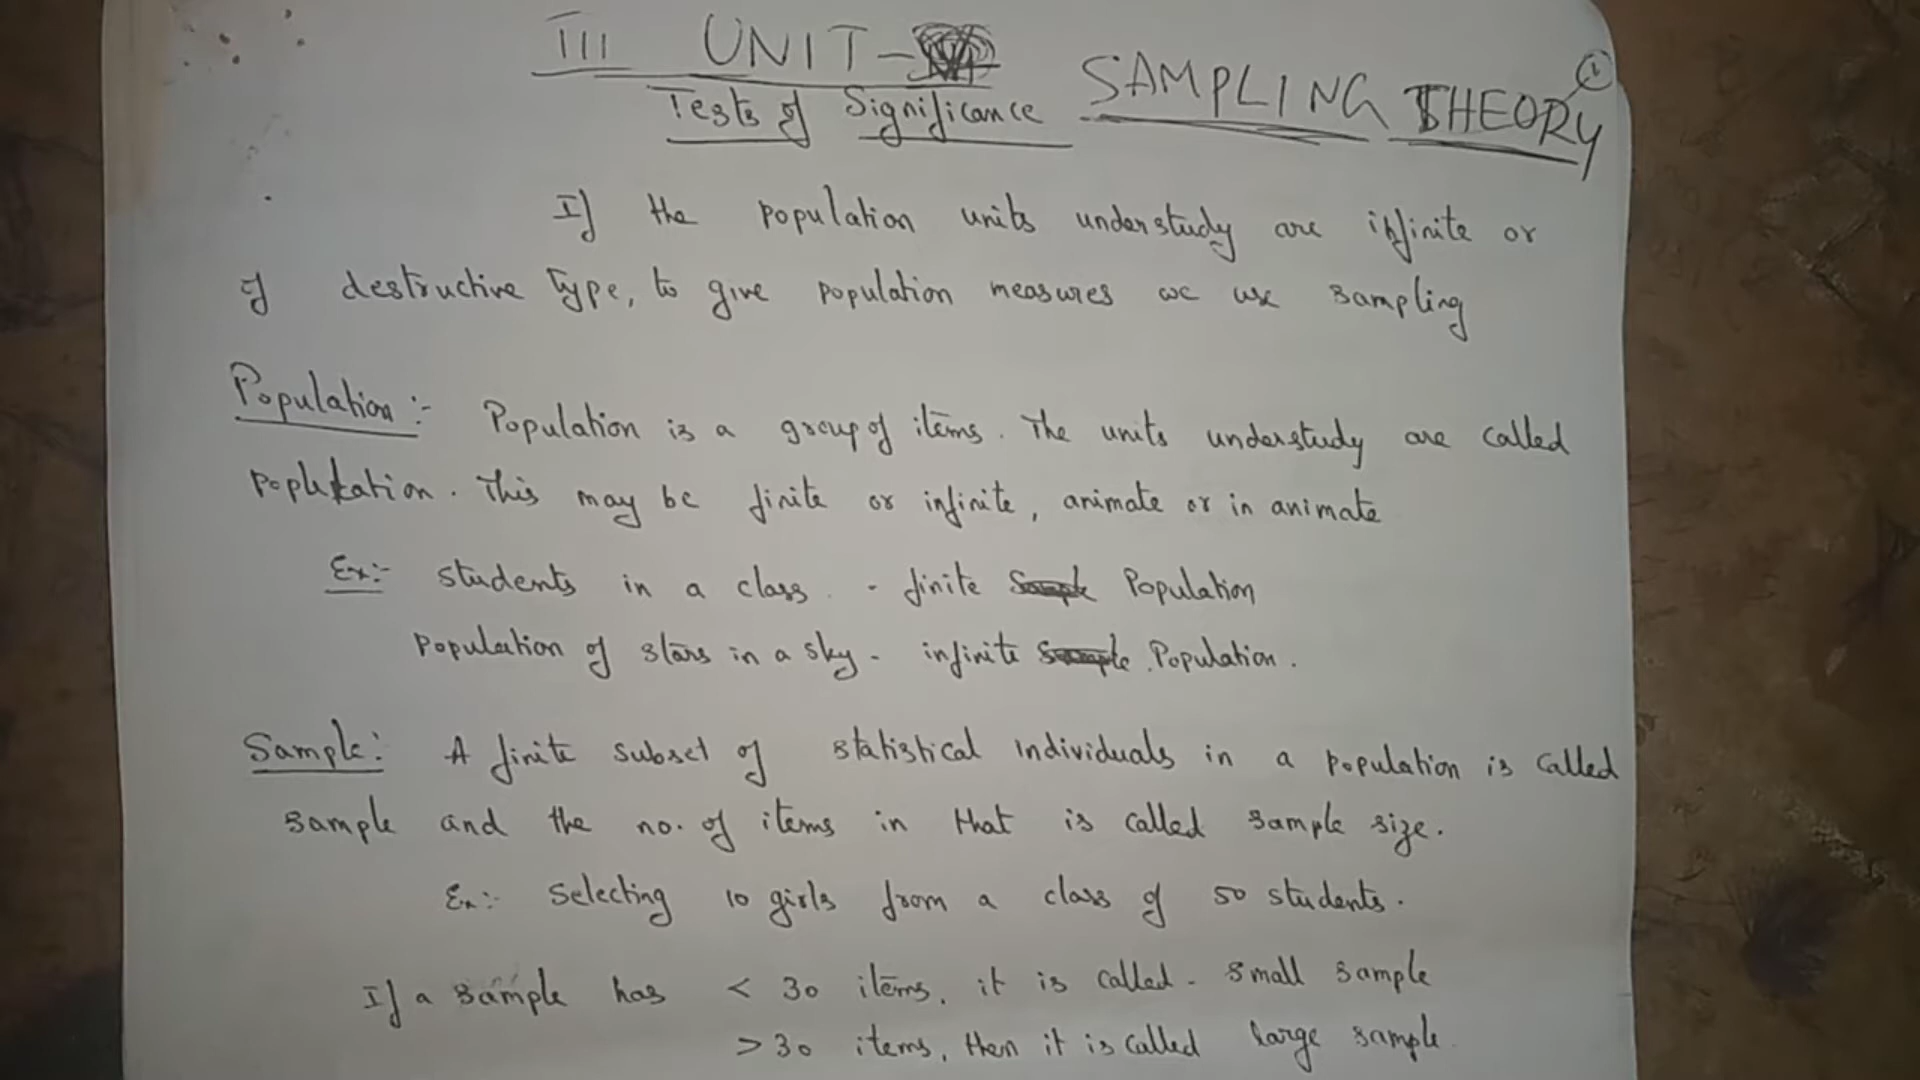 III UNIT - SAMPLING THEORY
1
Tests of Significance
If the population units understudy are infinite or
of destructive type, to give population measures we use sampling
Population :- Population is a group of items. The units understudy are called
Poplutation. This may be finite or infinite, animate or in animate
Ex:- students in a class. - finite Sample Population
Population of stars in a sky - infinite Sample Population.
Sample: A finite subset of statistical individuals in a population is called
sample and the no. of items in that is called sample size.
Ex:- Selecting 10 girls from a class of 50 students.
If a sample has < 30 items, it is called - small sample
> 30 items, then it is called large sample.